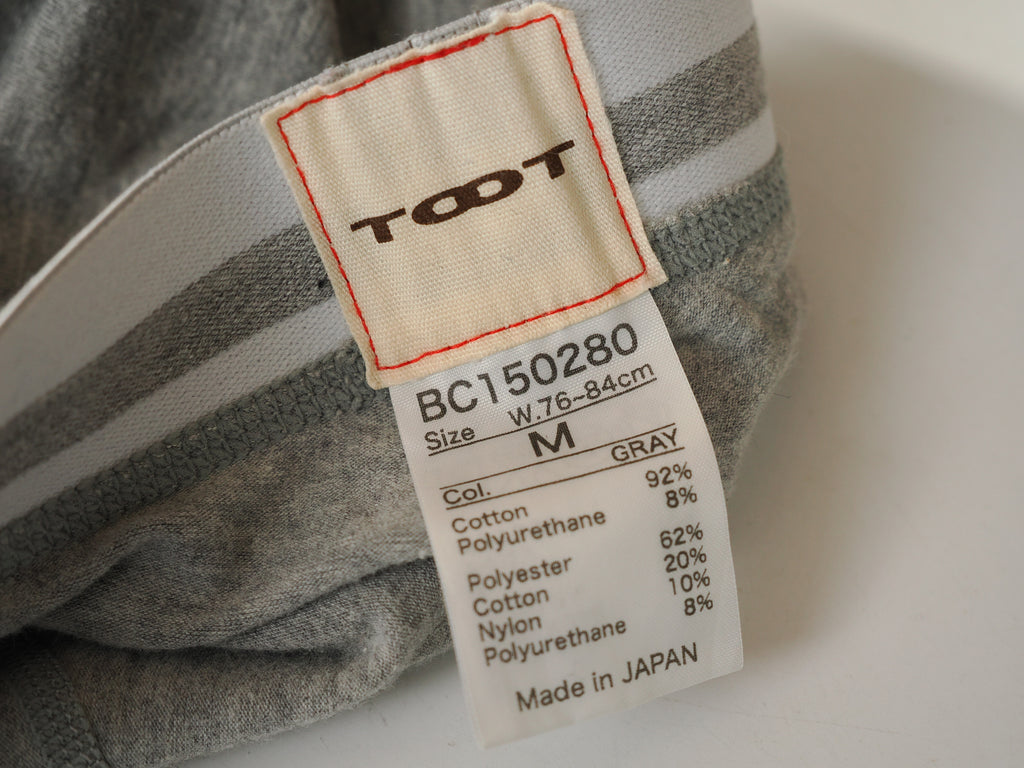 TOOT
BC150280
Size W.76~84cm
M
Col. GRAY
Cotton 92%
Polyurethane 8%
Polyester 62%
Cotton 20%
Nylon 10%
Polyurethane 8%
Made in JAPAN